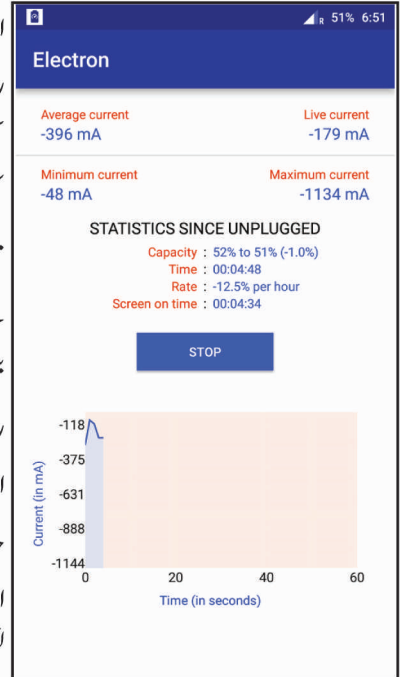 R 51% 6:51
Electron
Average current Live current
-396 mA -179 mA
Minimum current Maximum current
-48 mA -1134 mA
STATISTICS SINCE UNPLUGGED
Capacity : 52% to 51% (-1.0%)
Time : 00:04:48
Rate : -12.5% per hour
Screen on time : 00:04:34
STOP
-118
-375
-631
-888
-1144
0 20 40 60
Current (in mA)
Time (in seconds)